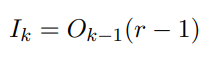 I_k = O_{k-1}(r - 1)